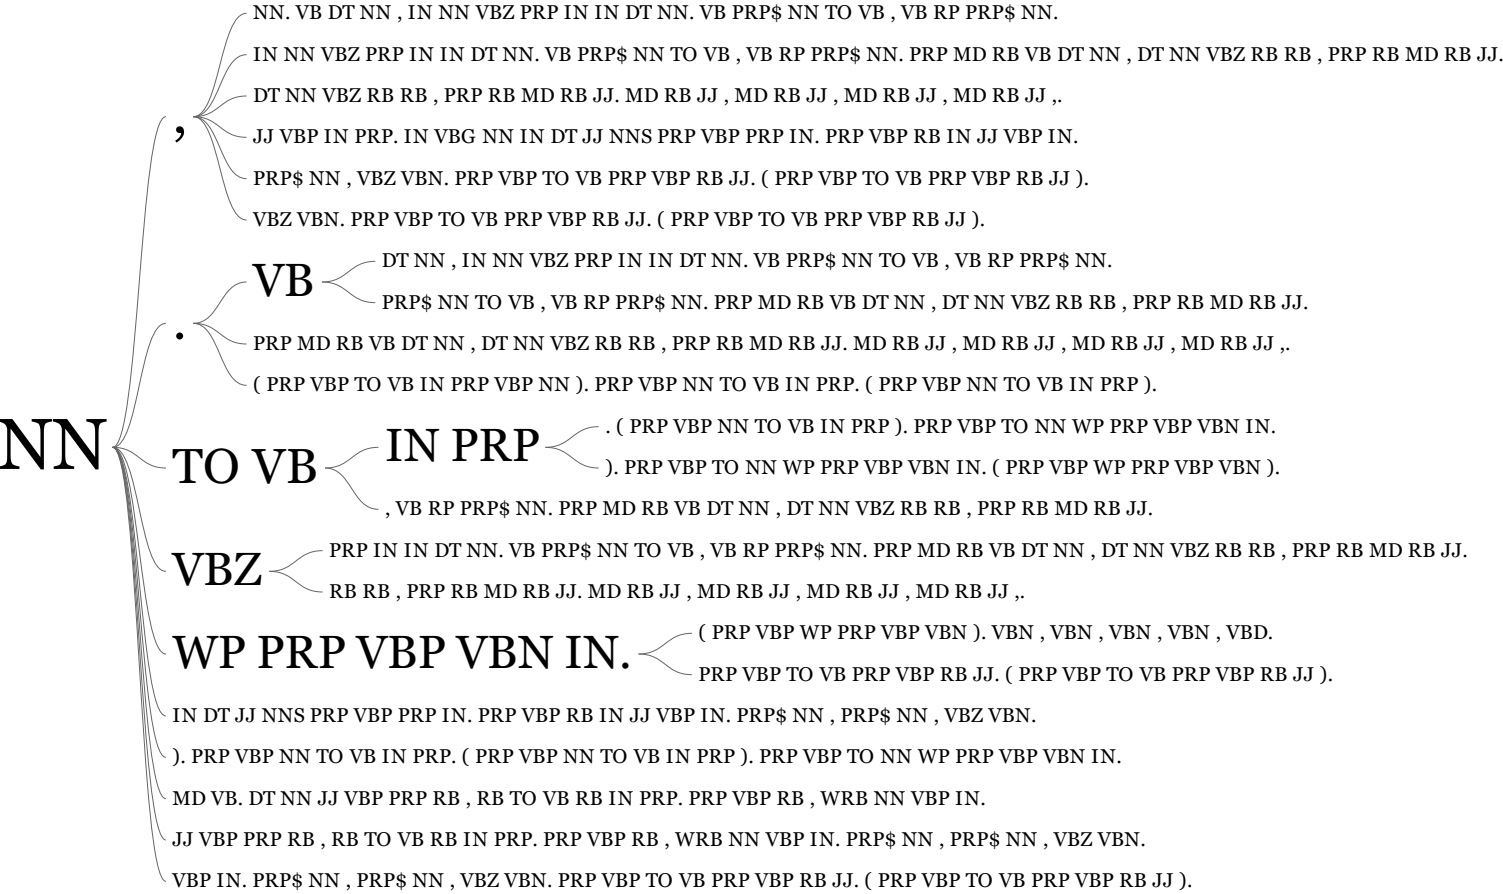 NN. VB DT NN , IN NN VBZ PRP IN IN DT NN. VB PRP$ NN TO VB , VB RP PRP$ NN.
IN NN VBZ PRP IN IN DT NN. VB PRP$ NN TO VB , VB RP PRP$ NN. PRP MD RB VB DT NN , DT NN VBZ RB RB , PRP RB MD RB JJ.
DT NN VBZ RB RB , PRP RB MD RB JJ. MD RB JJ , MD RB JJ , MD RB JJ , MD RB JJ ,.
,
JJ VBP IN PRP. IN VBG NN IN DT JJ NNS PRP VBP PRP IN. PRP VBP RB IN JJ VBP IN.
PRP$ NN , VBZ VBN. PRP VBP TO VB PRP VBP RB JJ. ( PRP VBP TO VB PRP VBP RB JJ ).
VBZ VBN. PRP VBP TO VB PRP VBP RB JJ. ( PRP VBP TO VB PRP VBP RB JJ ).
DT NN , IN NN VBZ PRP IN IN DT NN. VB PRP$ NN TO VB , VB RP PRP$ NN.
VB
PRP$ NN TO VB , VB RP PRP$ NN. PRP MD RB VB DT NN , DT NN VBZ RB RB , PRP RB MD RB JJ.
.
PRP MD RB VB DT NN , DT NN VBZ RB RB , PRP RB MD RB JJ. MD RB JJ , MD RB JJ , MD RB JJ , MD RB JJ ,.
( PRP VBP TO VB IN PRP VBP NN ). PRP VBP NN TO VB IN PRP. ( PRP VBP NN TO VB IN PRP ).
NN
. ( PRP VBP NN TO VB IN PRP ). PRP VBP TO NN WP PRP VBP VBN IN.
IN PRP
). PRP VBP TO NN WP PRP VBP VBN IN. ( PRP VBP WP PRP VBP VBN ).
TO VB
, VB RP PRP$ NN. PRP MD RB VB DT NN , DT NN VBZ RB RB , PRP RB MD RB JJ.
PRP IN IN DT NN. VB PRP$ NN TO VB , VB RP PRP$ NN. PRP MD RB VB DT NN , DT NN VBZ RB RB , PRP RB MD RB JJ.
VBZ
RB RB , PRP RB MD RB JJ. MD RB JJ , MD RB JJ , MD RB JJ , MD RB JJ ,.
( PRP VBP WP PRP VBP VBN ). VBN , VBN , VBN , VBN , VBD.
WP PRP VBP VBN IN.
PRP VBP TO VB PRP VBP RB JJ. ( PRP VBP TO VB PRP VBP RB JJ ).
IN DT JJ NNS PRP VBP PRP IN. PRP VBP RB IN JJ VBP IN. PRP$ NN , PRP$ NN , VBZ VBN.
). PRP VBP NN TO VB IN PRP. ( PRP VBP NN TO VB IN PRP ). PRP VBP TO NN WP PRP VBP VBN IN.
MD VB. DT NN JJ VBP PRP RB , RB TO VB RB IN PRP. PRP VBP RB , WRB NN VBP IN.
JJ VBP PRP RB , RB TO VB RB IN PRP. PRP VBP RB , WRB NN VBP IN. PRP$ NN , PRP$ NN , VBZ VBN.
VBP IN. PRP$ NN , PRP$ NN , VBZ VBN. PRP VBP TO VB PRP VBP RB JJ. ( PRP VBP TO VB PRP VBP RB JJ ).